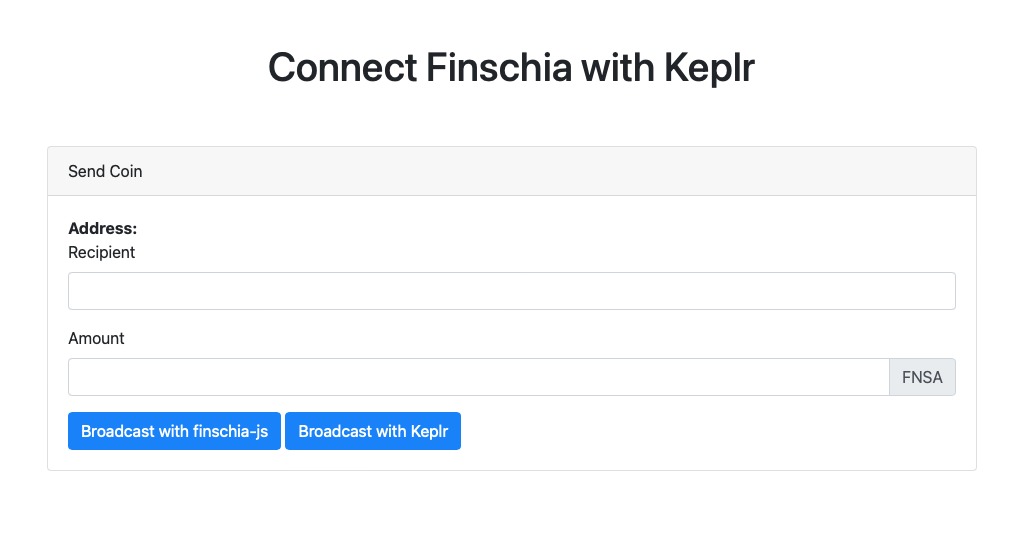 Connect Finschia with Keplr
Send Coin
Address:
Recipient
Amount
FNSA
Broadcast with finschia-js Broadcast with Keplr